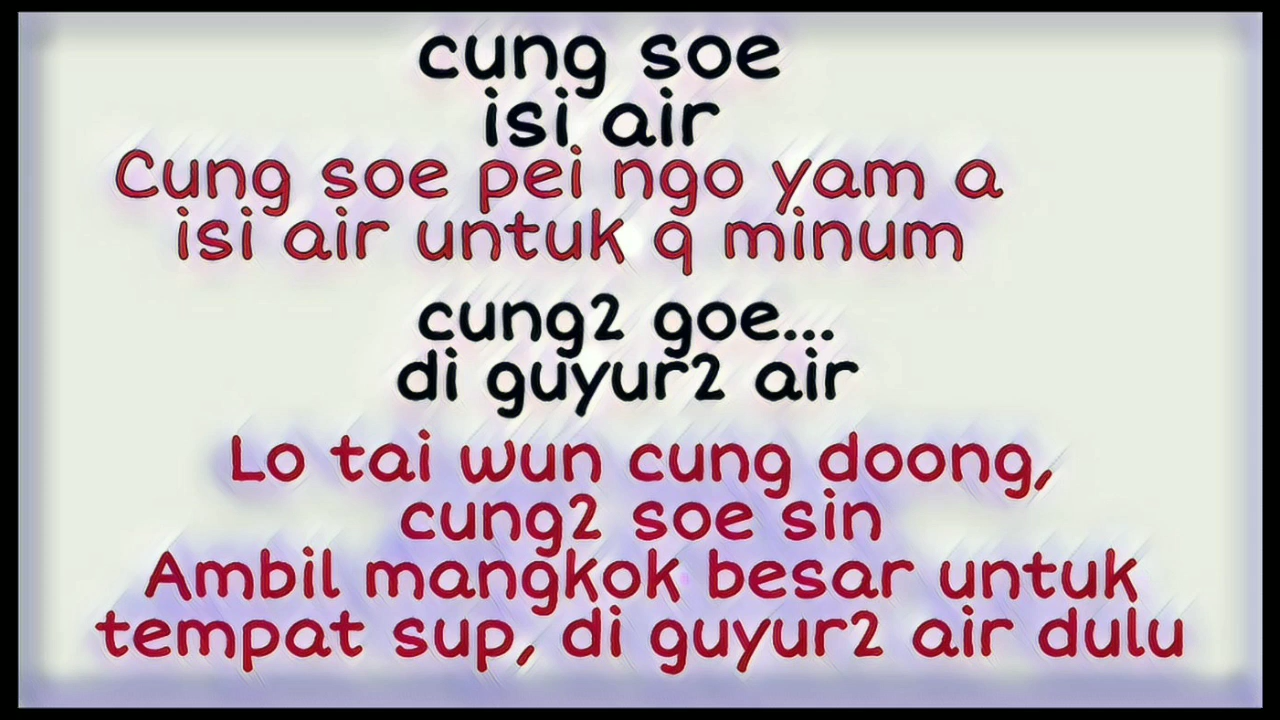 cung soe
isi air
Cung soe pei ngo yam a
isi air untuk q minum
cung2 goe...
di guyur2 air
Lo tai wun cung doong,
cung2 soe sin
Ambil mangkok besar untuk
tempat sup, di guyur2 air dulu